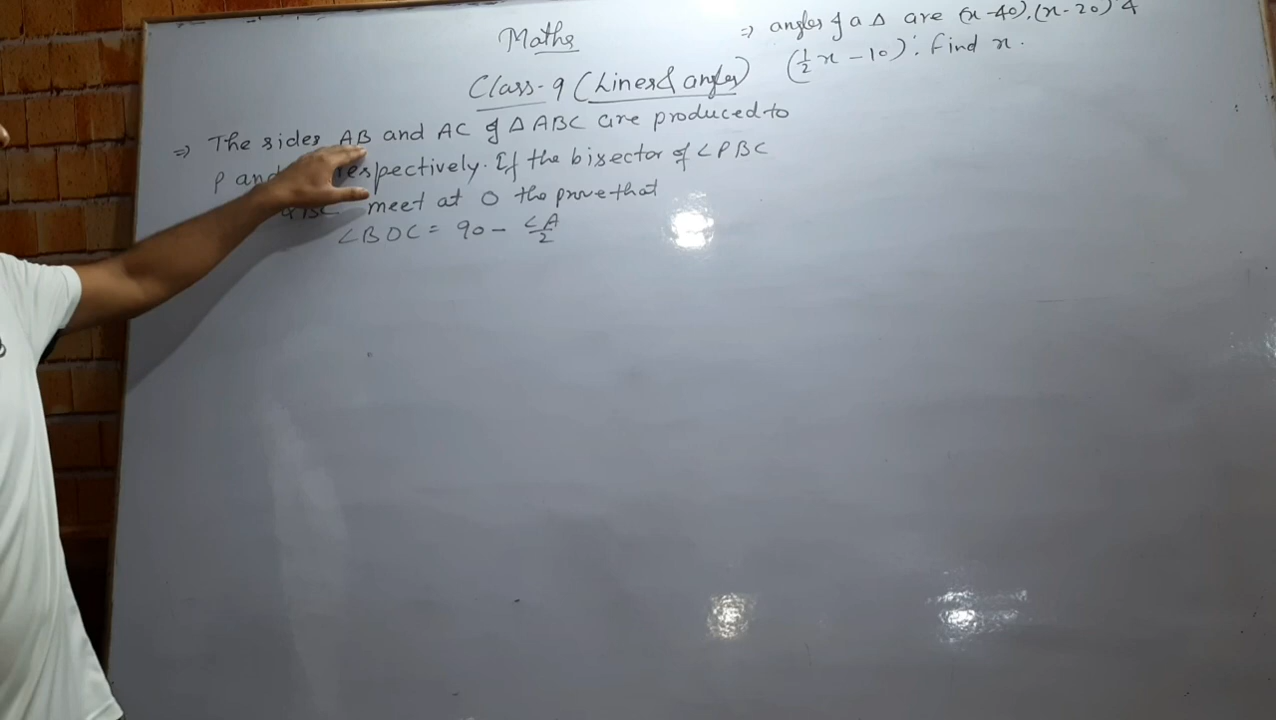 Maths
Class-9 (Lines & angles)
⇒ The sides AB and AC of Δ ABC are produced to
P and respectively. If the bisector of ∠PBC
meet at O the prove that
∠BOC = 90 - ∠A/2
⇒ angles of a Δ are (x-40), (x-20) &
(1/2 x - 10)°. Find x.